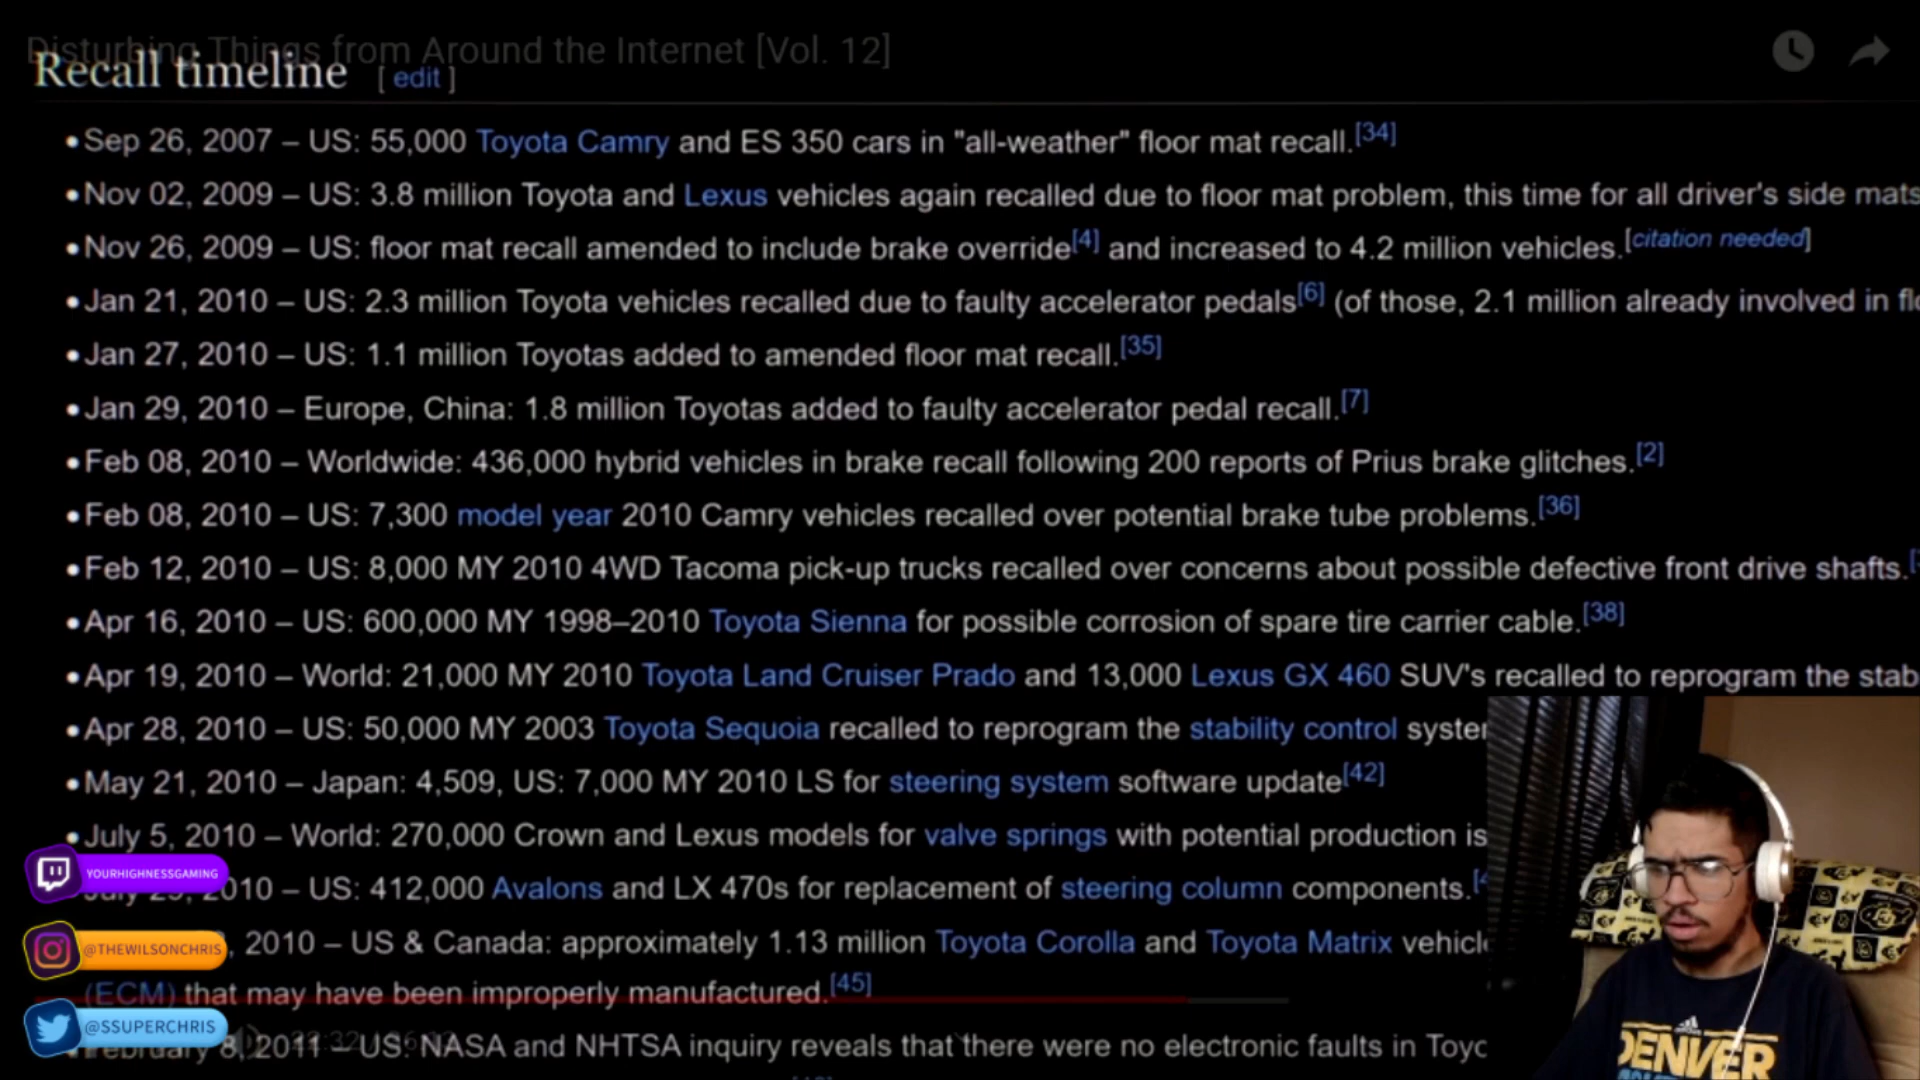 Disturbing Things from Around the Internet [Vol. 12]
Recall timeline [ edit ]
•Sep 26, 2007 – US: 55,000 Toyota Camry and ES 350 cars in "all-weather" floor mat recall.[34]
•Nov 02, 2009 – US: 3.8 million Toyota and Lexus vehicles again recalled due to floor mat problem, this time for all driver's side mats
•Nov 26, 2009 – US: floor mat recall amended to include brake override[4] and increased to 4.2 million vehicles.[citation needed]
•Jan 21, 2010 – US: 2.3 million Toyota vehicles recalled due to faulty accelerator pedals[6] (of those, 2.1 million already involved in
•Jan 27, 2010 – US: 1.1 million Toyotas added to amended floor mat recall.[35]
•Jan 29, 2010 – Europe, China: 1.8 million Toyotas added to faulty accelerator pedal recall.[7]
•Feb 08, 2010 – Worldwide: 436,000 hybrid vehicles in brake recall following 200 reports of Prius brake glitches.[2]
•Feb 08, 2010 – US: 7,300 model year 2010 Camry vehicles recalled over potential brake tube problems.[36]
•Feb 12, 2010 – US: 8,000 MY 2010 4WD Tacoma pick-up trucks recalled over concerns about possible defective front drive shafts.
•Apr 16, 2010 – US: 600,000 MY 1998–2010 Toyota Sienna for possible corrosion of spare tire carrier cable.[38]
•Apr 19, 2010 – World: 21,000 MY 2010 Toyota Land Cruiser Prado and 13,000 Lexus GX 460 SUV's recalled to reprogram the stab
•Apr 28, 2010 – US: 50,000 MY 2003 Toyota Sequoia recalled to reprogram the stability control system
•May 21, 2010 – Japan: 4,509, US: 7,000 MY 2010 LS for steering system software update[42]
•July 5, 2010 – World: 270,000 Crown and Lexus models for valve springs with potential production is
2010 – US: 412,000 Avalons and LX 470s for replacement of steering column components.
, 2010 – US & Canada: approximately 1.13 million Toyota Corolla and Toyota Matrix vehicl
(ECM) that may have been improperly manufactured.[45]
February 8, 2011 – US: NASA and NHTSA inquiry reveals that there were no electronic faults in Toyo
YOURHIGHNESSGAMING
@THEWILSONCHRIS
@SSUPERCHRIS
DENVER